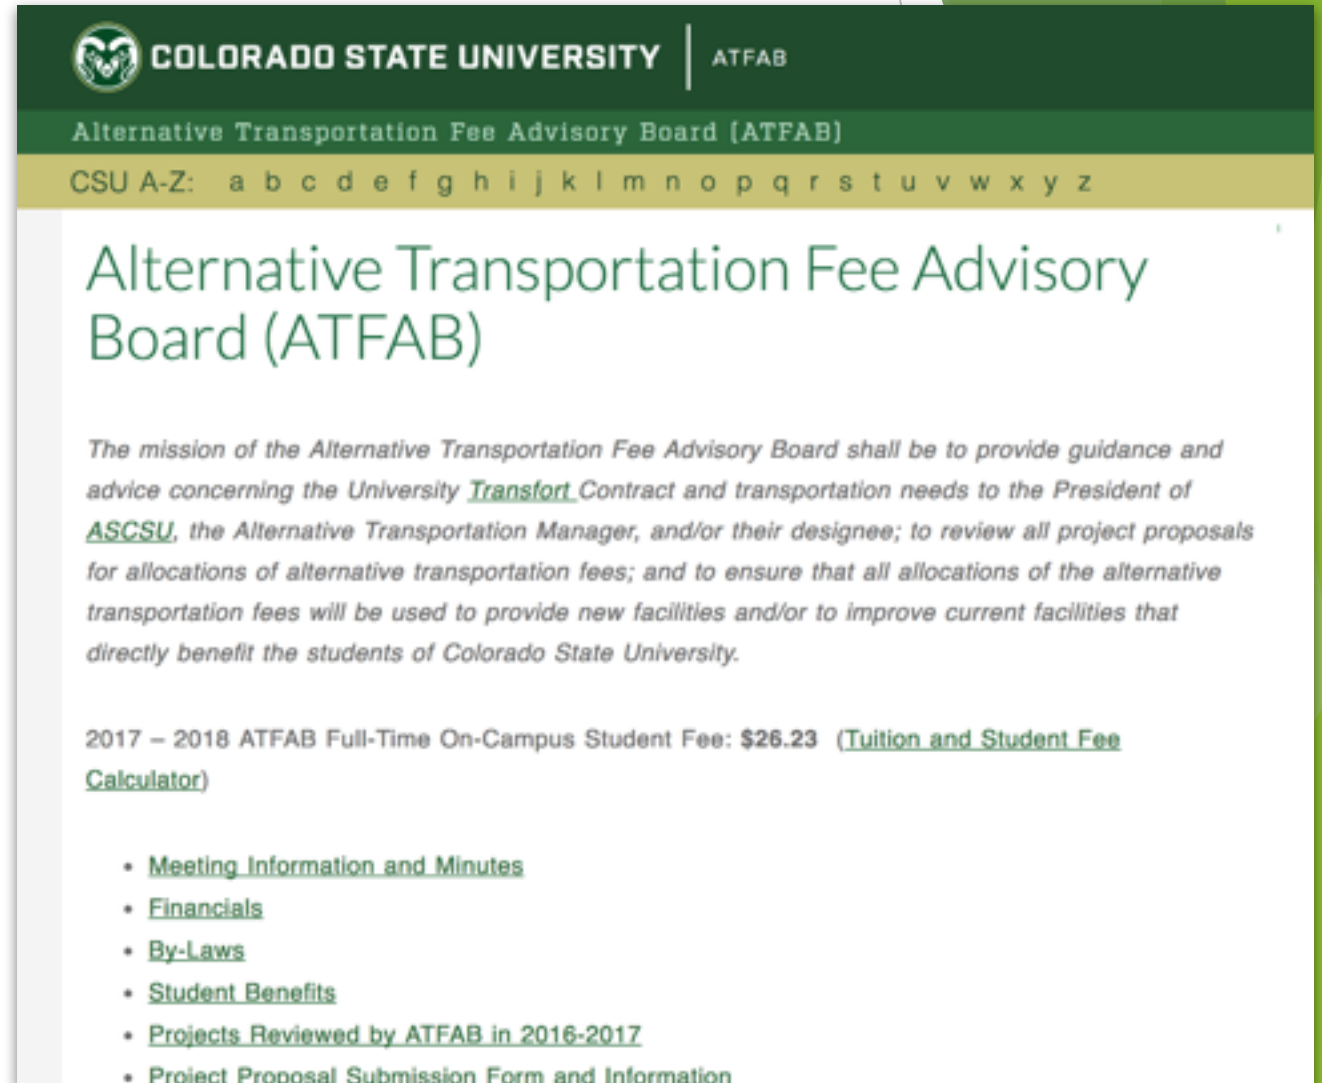 COLORADO STATE UNIVERSITY | ATFAB
Alternative Transportation Fee Advisory Board (ATFAB)
CSU A-Z: a b c d e f g h i j k l m n o p q r s t u v w x y z
Alternative Transportation Fee Advisory
Board (ATFAB)
The mission of the Alternative Transportation Fee Advisory Board shall be to provide guidance and
advice concerning the University Transfort Contract and transportation needs to the President of
ASCSU, the Alternative Transportation Manager, and/or their designee; to review all project proposals
for allocations of alternative transportation fees; and to ensure that all allocations of the alternative
transportation fees will be used to provide new facilities and/or to improve current facilities that
directly benefit the students of Colorado State University.
2017 – 2018 ATFAB Full-Time On-Campus Student Fee: $26.23 (Tuition and Student Fee
Calculator)
• Meeting Information and Minutes
• Financials
• By-Laws
• Student Benefits
• Projects Reviewed by ATFAB in 2016-2017
• Project Proposal Submission Form and Information